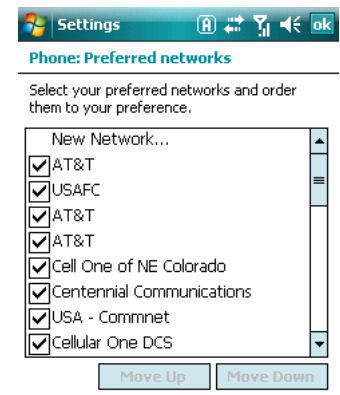 Settings
A
ok
Phone: Preferred networks
Select your preferred networks and order
them to your preference.
New Network...
AT&T
USAFC
AT&T
AT&T
Cell One of NE Colorado
Centennial Communications
USA - Commnet
Cellular One DCS
Move Up
Move Down